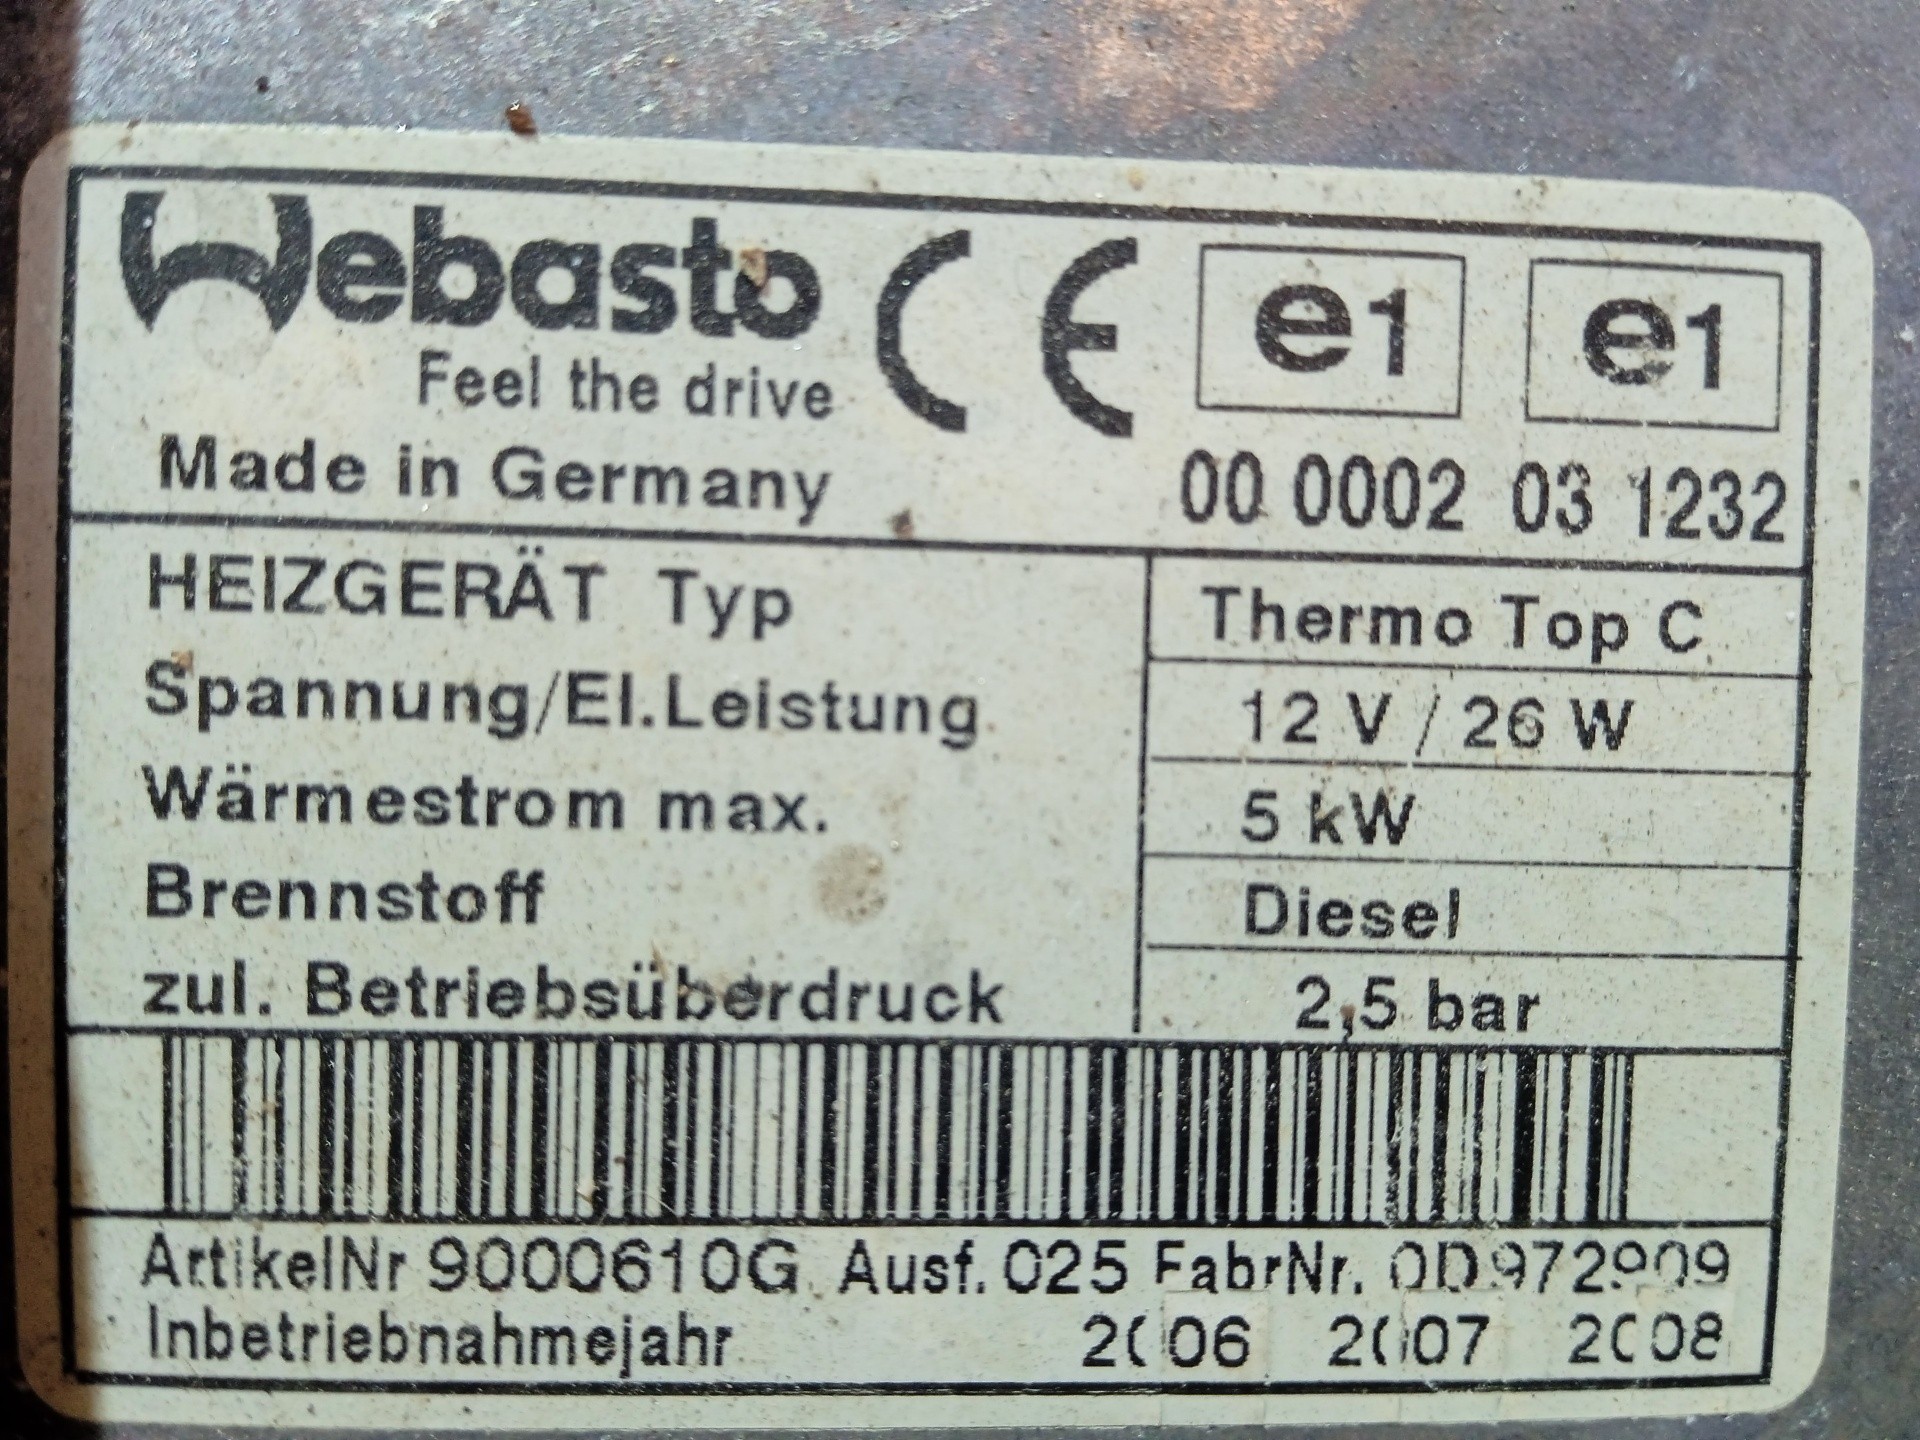 Webasto CE e1 e1
Feel the drive
Made in Germany 00 0002 03 1232
HEIZGERÄT Typ Thermo Top C
Spannung/El.Leistung 12 V / 26 W
Wärmestrom max. 5 kW
Brennstoff Diesel
zul. Betriebsüberdruck 2,5 bar
ArtikelNr 9000610G Ausf. 025 FabrNr. 0D972909
Inbetriebnahmejahr 2006 2007 2008